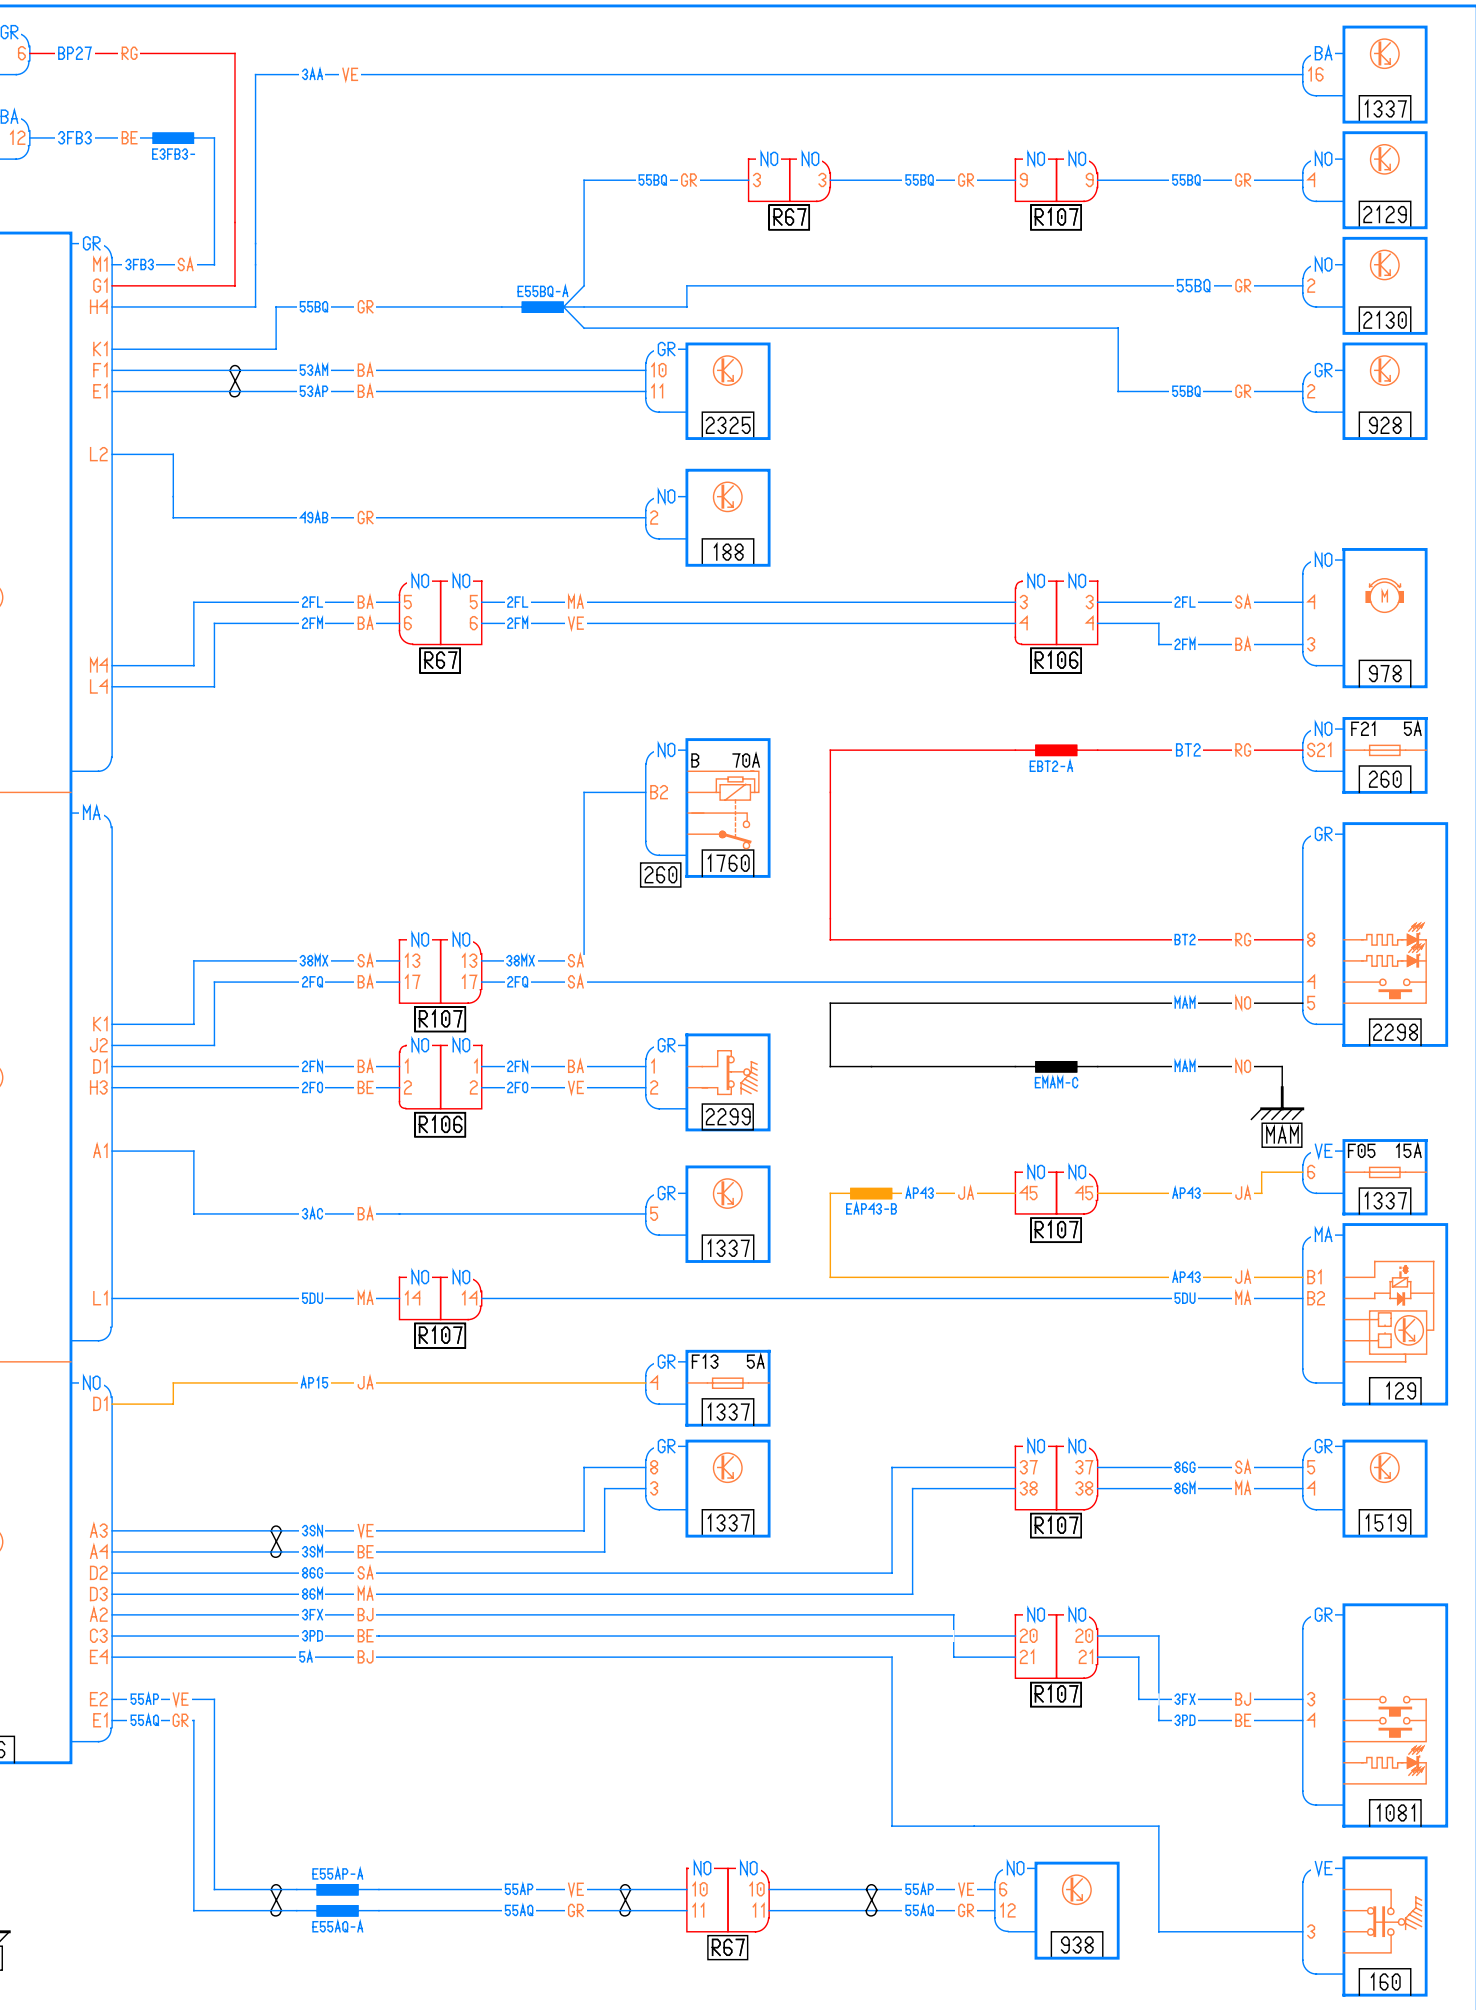 GR
6 BP27 RG
3AA VE
BA
16
1337
BA
12 3FB3 BE
E3FB3-
NO NO
55BQ GR 3 3 55BQ GR
R67
NO NO
9 9 55BQ GR
R107
NO
4
2129
GR
M1 3FB3 SA
G1
H4
K1
F1
E1
L2
M4
L4
55BQ GR
E55BQ-A
55BQ GR
NO
2
2130
53AM BA
53AP BA
GR
10
11
2325
55BQ GR
GR
2
928
49AB GR
NO
2
188
2FL BA
2FM BA
NO NO
5 5
6 6
R67
2FL MA
2FM VE
NO NO
3 3
4 4
R106
2FL SA
2FM BA
NO
4
3
978
NO
B2
B 70A
1760
260
EBT2-A
BT2 RG
NO
S21
F21 5A
260
MA
K1
J2
D1
H3
A1
L1
38MX SA
2FQ BA
NO NO
13 13
17 17
R107
38MX SA
2FQ SA
BT2 RG
MAM NO
GR
8
4
5
2298
2FN BA
2FO BE
NO NO
1 1
2 2
R106
2FN BA
2FO VE
GR
1
2
2299
EMAM-C
MAM NO
MAM
3AC BA
GR
5
1337
EAP43-B
AP43 JA
NO NO
45 45
R107
AP43 JA
VE
6
F05 15A
1337
5DU MA
NO NO
14 14
R107
AP43 JA
5DU MA
MA
B1
B2
129
NO
D1
A3
A4
D2
D3
A2
C3
E4
E2 55AP VE
E1 55AQ GR
AP15 JA
GR
4
F13 5A
1337
3SN VE
3SM BE
86G SA
86M MA
3FX BJ
3PD BE
5A BJ
GR
8
3
1337
NO NO
37 37
38 38
R107
86G SA
86M MA
GR
5
4
1519
NO NO
20 20
21 21
R107
3FX BJ
3PD BE
GR
3
4
1081
E55AP-A
E55AQ-A
55AP VE
55AQ GR
NO NO
10 10
11 11
R67
55AP VE
55AQ GR
NO
6
12
938
VE
3
160